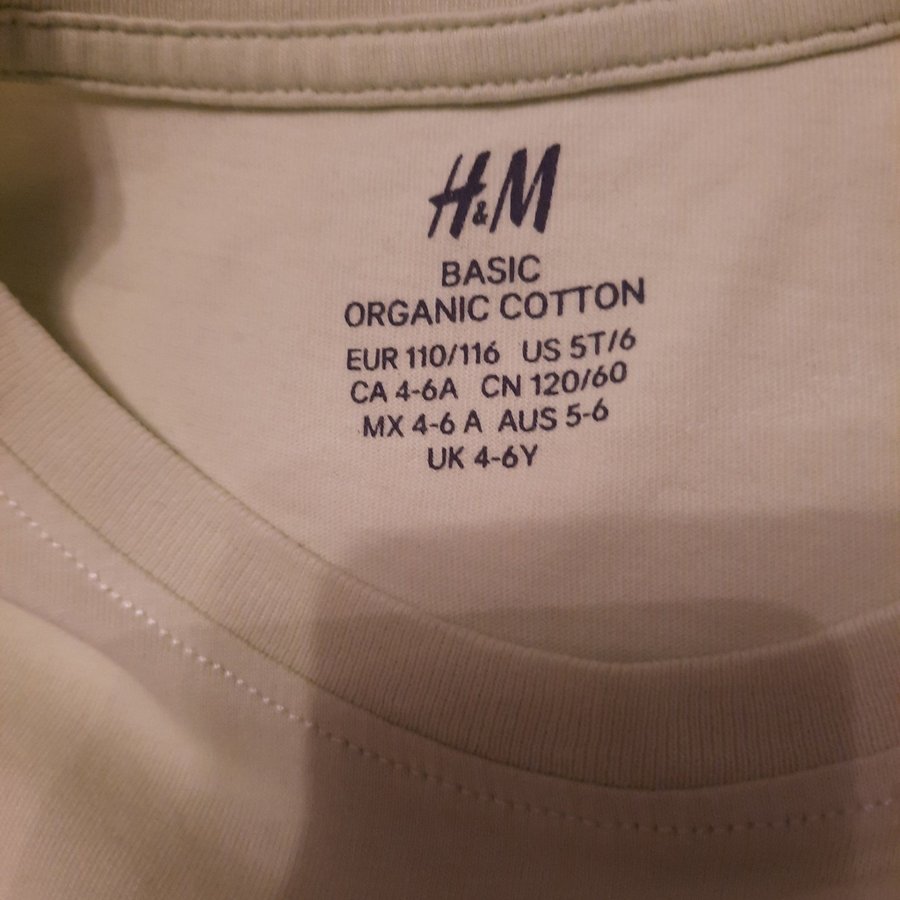 H&M
BASIC
ORGANIC COTTON
EUR 110/116 US 5T/6
CA 4-6A CN 120/60
MX 4-6 A AUS 5-6
UK 4-6Y